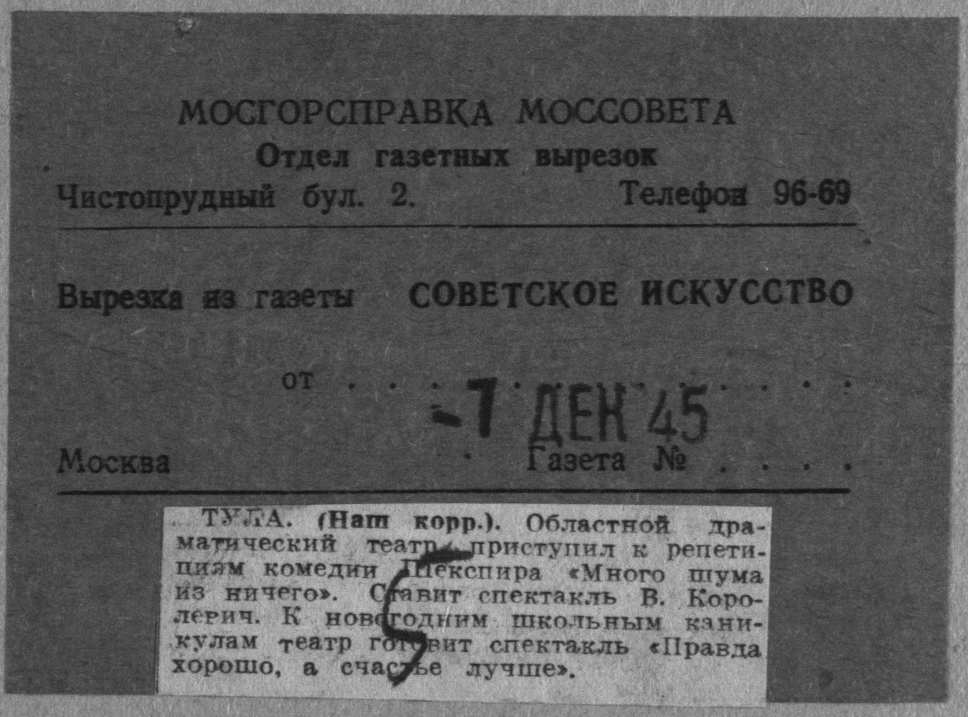 МОСГОРСПРАВКА МОССОВЕТА
Отдел газетных вырезок
Чистопрудный бул. 2. Телефон 96-69
Вырезка из газеты СОВЕТСКОЕ ИСКУССТВО
от . . . . . . . . . . . .
-7 ДЕК 45
Москва Газета № . . . .
ТУЛА. (Наш корр.). Областной дра-
матический театр приступил к репети-
циям комедии Шекспира «Много шума
из ничего». Ставит спектакль В. Коро-
левич. К новогодним школьным кани-
кулам театр готовит спектакль «Правда
хорошо, а счастье лучше».